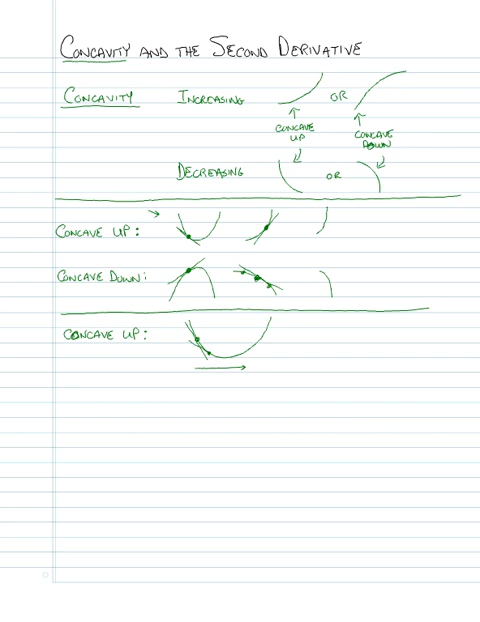 CONCAVITY AND THE SECOND DERIVATIVE
CONCAVITY INCREASING OR
CONCAVE UP
CONCAVE DOWN
DECREASING OR
CONCAVE UP:
CONCAVE DOWN:
CONCAVE UP: